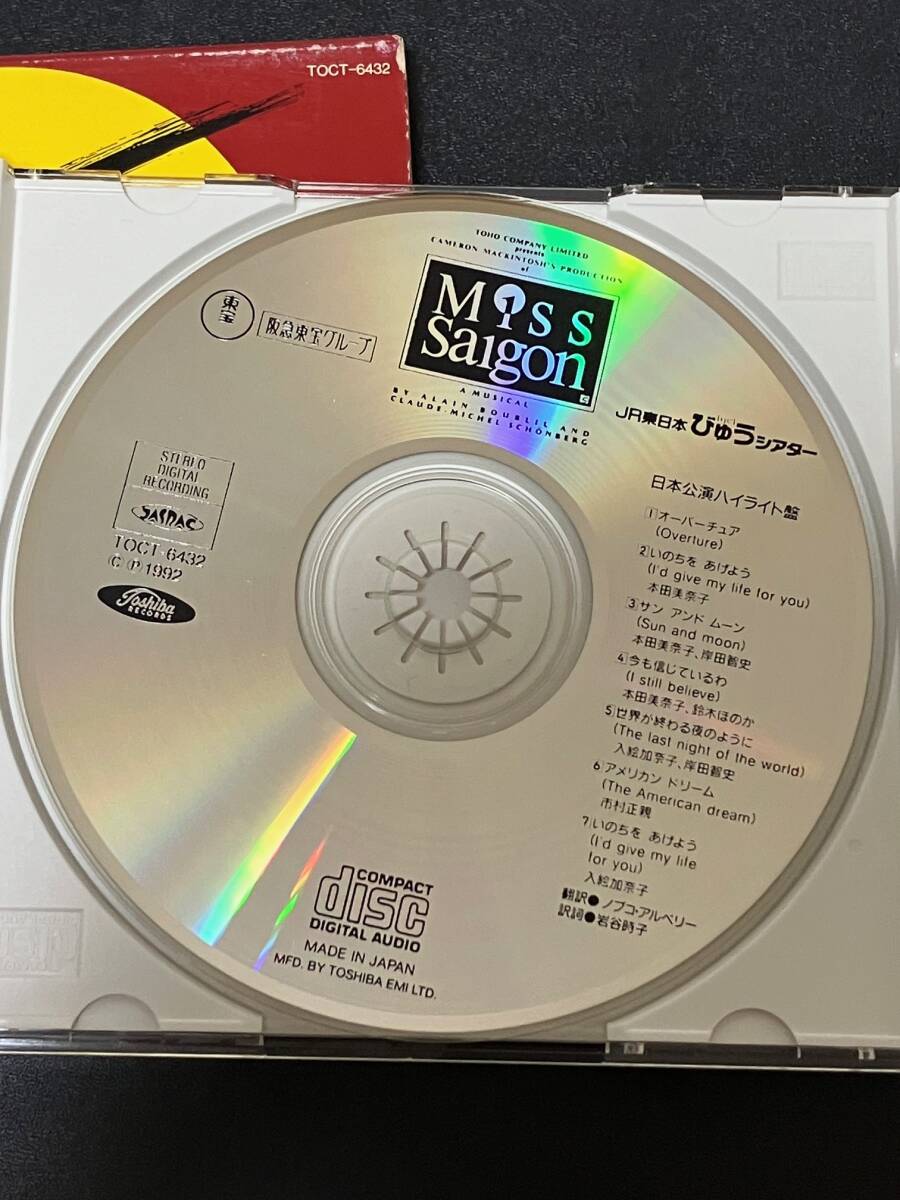 TOCT-6432
TOHO COMPANY LIMITED
presents
CAMERON MACKINTOSH'S PRODUCTION
of
Miss
Saigon
A MUSICAL
BY ALAIN BOUBLIL AND
CLAUDE-MICHEL SCHÖNBERG
東宝
阪急東宝グループ
JR東日本 びゅうシアター
STEREO
DIGITAL
RECORDING
JASRAC
TOCT-6432
Ⓒ Ⓟ 1992
Toshiba
RECORDS
日本公演ハイライト盤
1 オーバーチュア
(Overture)
2 いのちを あげよう
(I'd give my life for you)
本田美奈子
3 サン アンド ムーン
(Sun and moon)
本田美奈子、岸田智史
4 今も信じているわ
(I still believe)
本田美奈子、鈴木ほのか
5 世界が終わる夜のように
(The last night of the world)
入絵加奈子、岸田智史
6 アメリカン ドリーム
(The American dream)
市村正親
7 いのちを あげよう
(I'd give my life
for you)
入絵加奈子
翻訳●ノブコ・アルベリー
訳詞●岩谷時子
COMPACT
disc
DIGITAL AUDIO
MADE IN JAPAN
MFD. BY TOSHIBA EMI LTD.